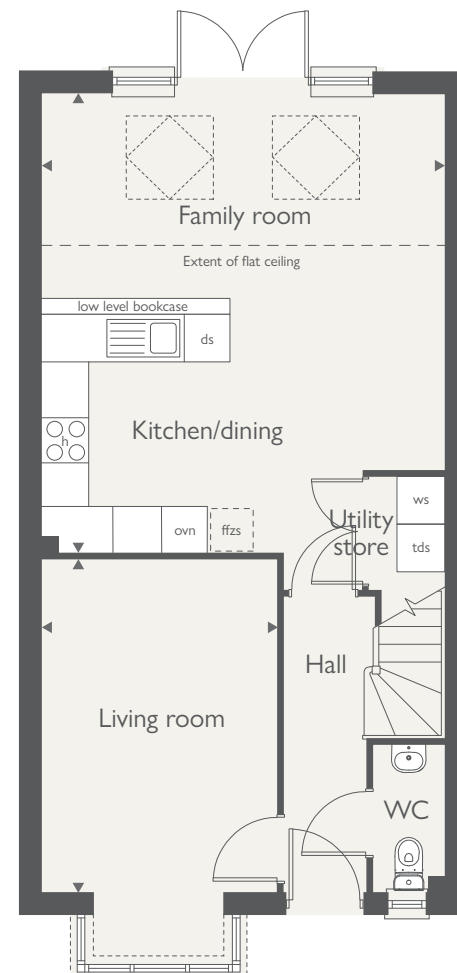 Family room
Extent of flat ceiling
low level bookcase
ds
h
Kitchen/dining
ws
Utility
store
tds
ovn
ffzs
Hall
Living room
WC